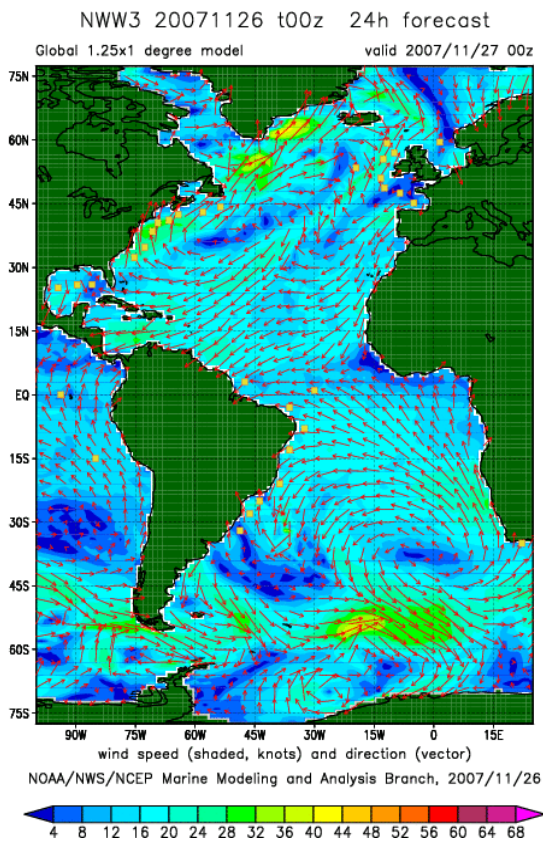 NWW3 20071126 t00z 24h forecast
Global 1.25x1 degree model
valid 2007/11/27 00z
75N
60N
45N
30N
15N
EQ
15S
30S
45S
60S
75S
90W 75W 60W 45W 30W 15W 0 15E
wind speed (shaded, knots) and direction (vector)
NOAA/NWS/NCEP Marine Modeling and Analysis Branch, 2007/11/26
4 8 12 16 20 24 28 32 36 40 44 48 52 56 60 64 68